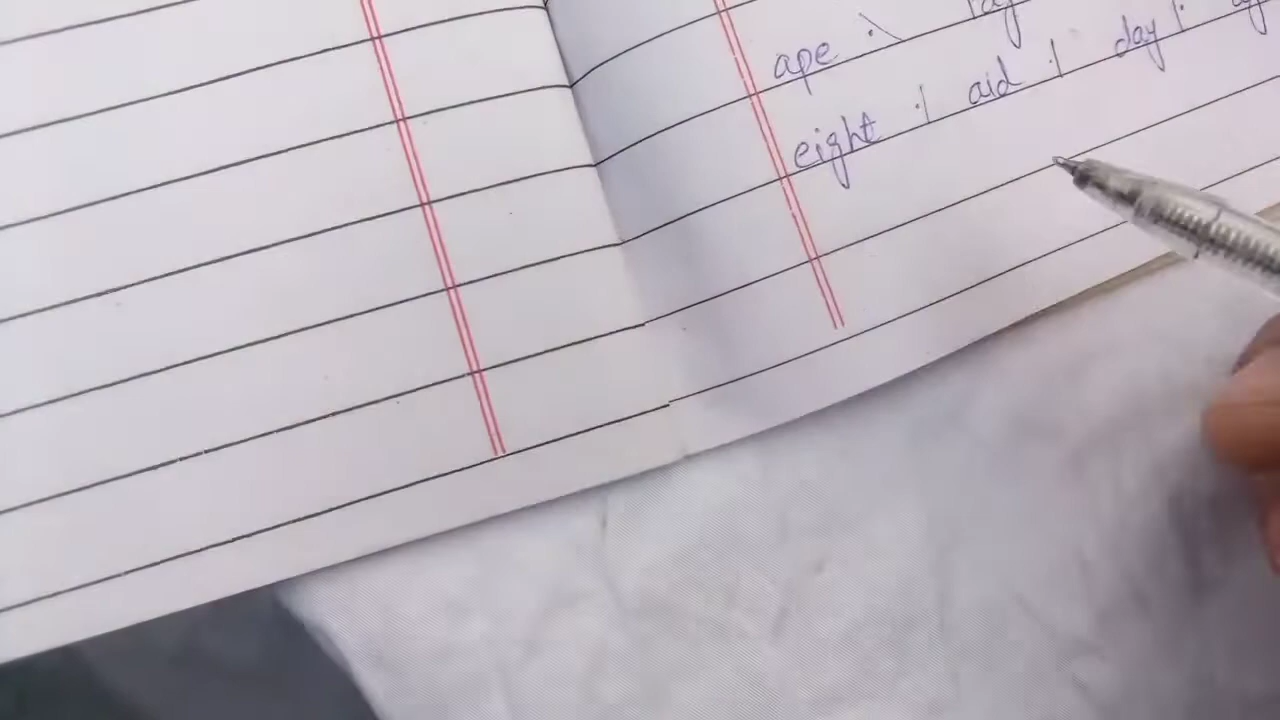 ape .\
eight .| aid .| day |.